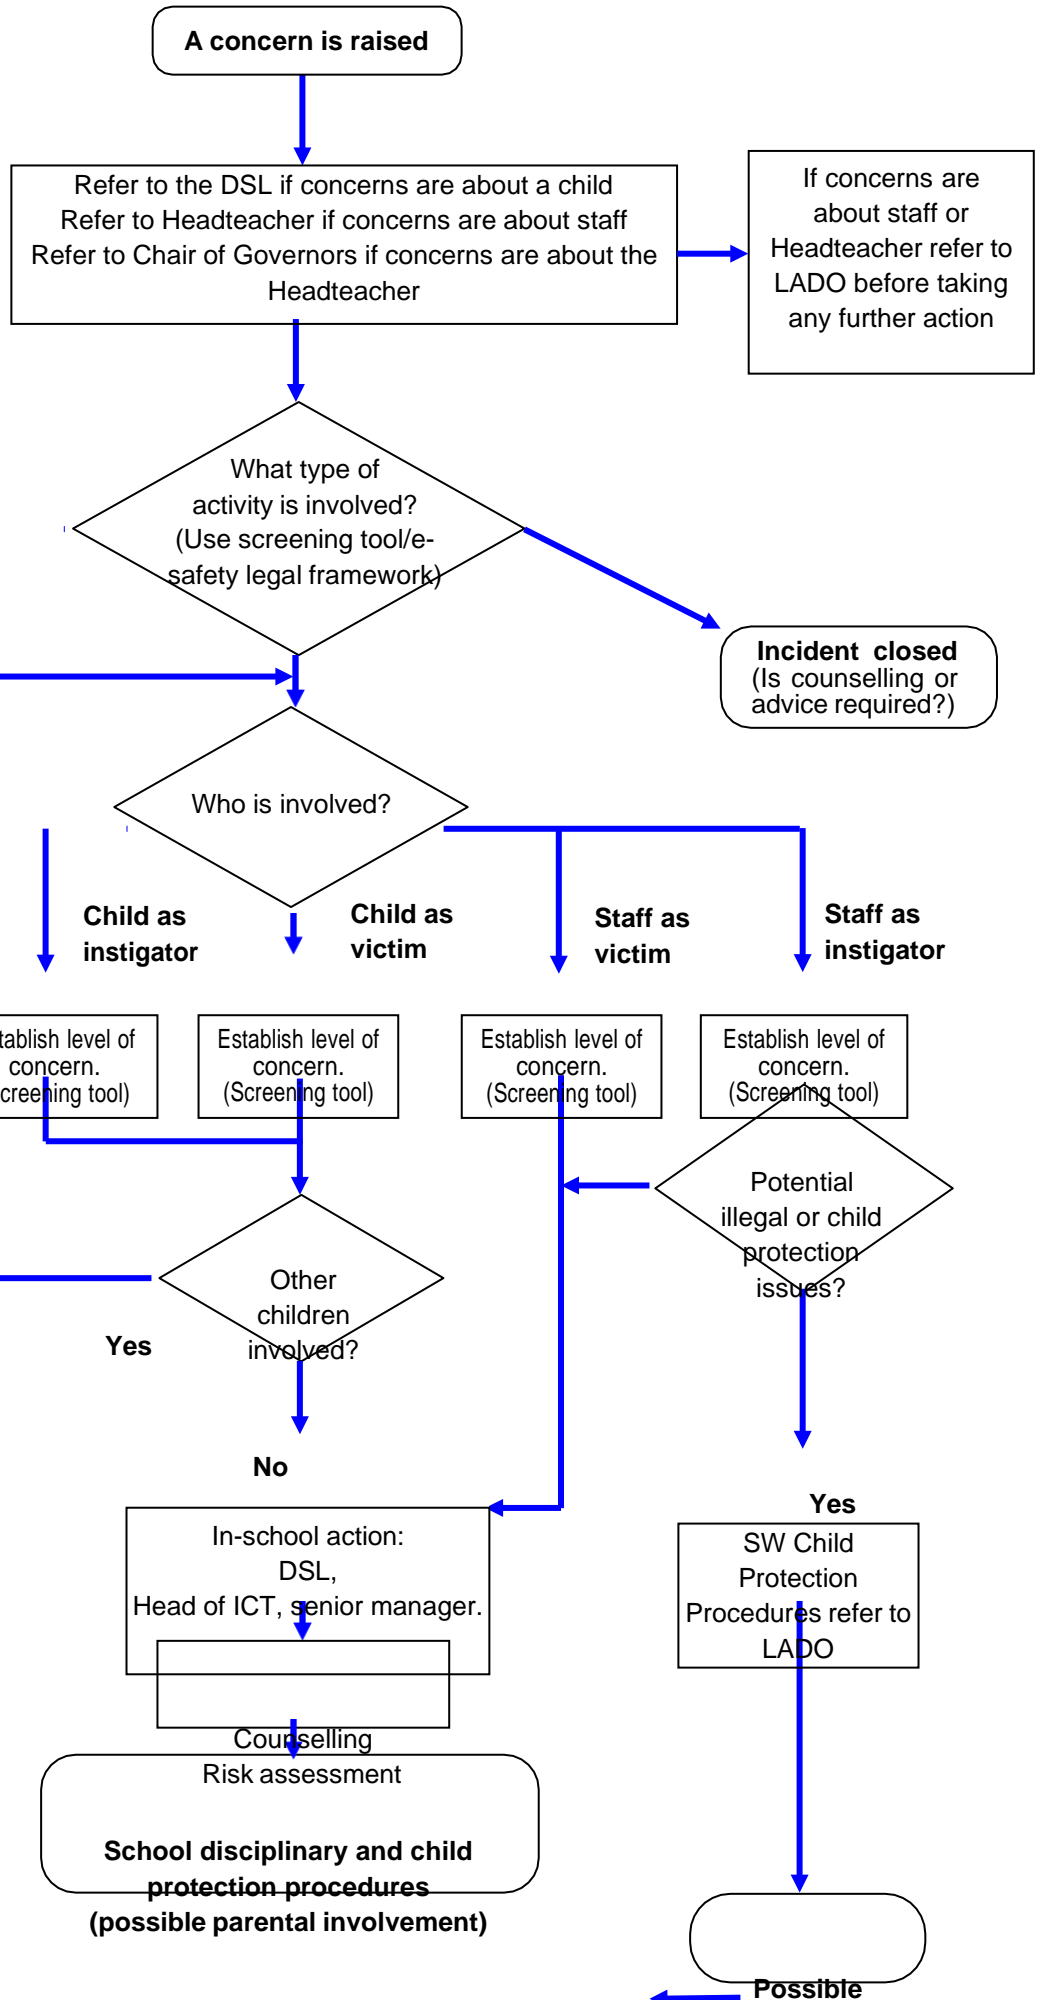 A concern is raised
Refer to the DSL if concerns are about a child
Refer to Headteacher if concerns are about staff
Refer to Chair of Governors if concerns are about the
Headteacher
If concerns are
about staff or
Headteacher refer to
LADO before taking
any further action
What type of
activity is involved?
(Use screening tool/e-
safety legal framework)
Incident closed
(Is counselling or
advice required?)
Who is involved?
Child as
instigator
Child as
victim
Staff as
victim
Staff as
instigator
tablish level of
concern.
creening tool)
Establish level of
concern.
(Screening tool)
Establish level of
concern.
(Screening tool)
Establish level of
concern.
(Screening tool)
Potential
illegal or child
protection
issues?
Other
children
involved?
Yes
No
In-school action:
DSL,
Head of ICT, senior manager.
Yes
SW Child
Protection
Procedures refer to
LADO
Counselling
Risk assessment
School disciplinary and child
protection procedures
(possible parental involvement)
Possible